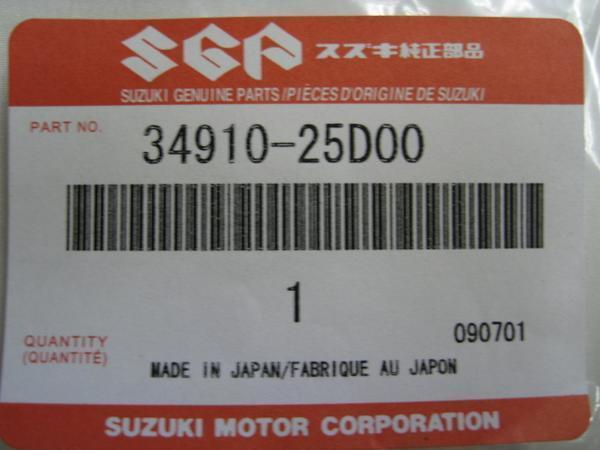 SGP スズキ純正部品
SUZUKI GENUINE PARTS/PIÈCES D'ORIGINE DE SUZUKI
PART NO. 34910-25D00
1
QUANTITY
(QUANTITÉ)
090701
MADE IN JAPAN/FABRIQUE AU JAPON
SUZUKI MOTOR CORPORATION